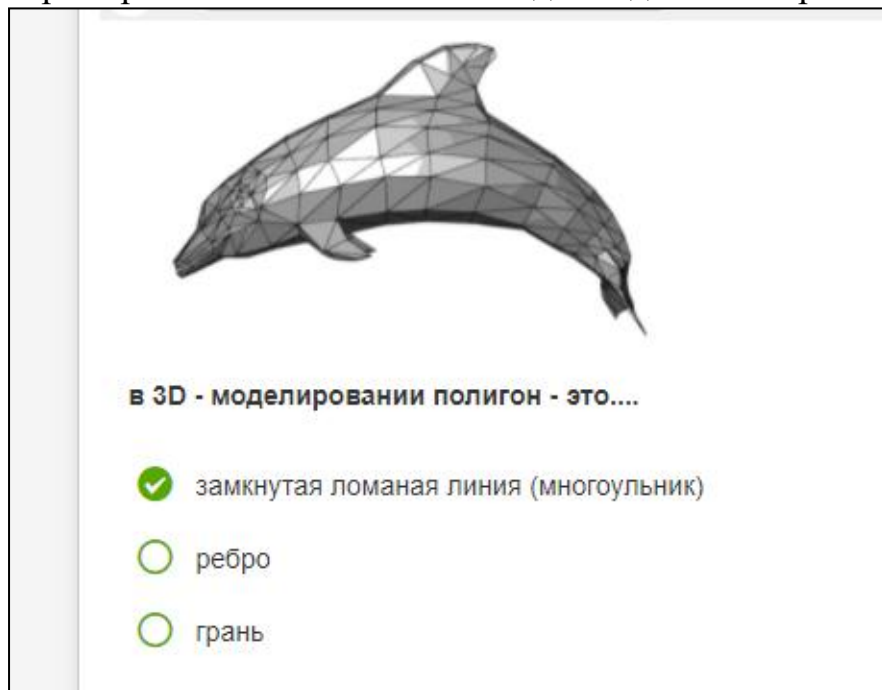 в 3D - моделировании полигон - это....
замкнутая ломаная линия (многоульник)
ребро
грань